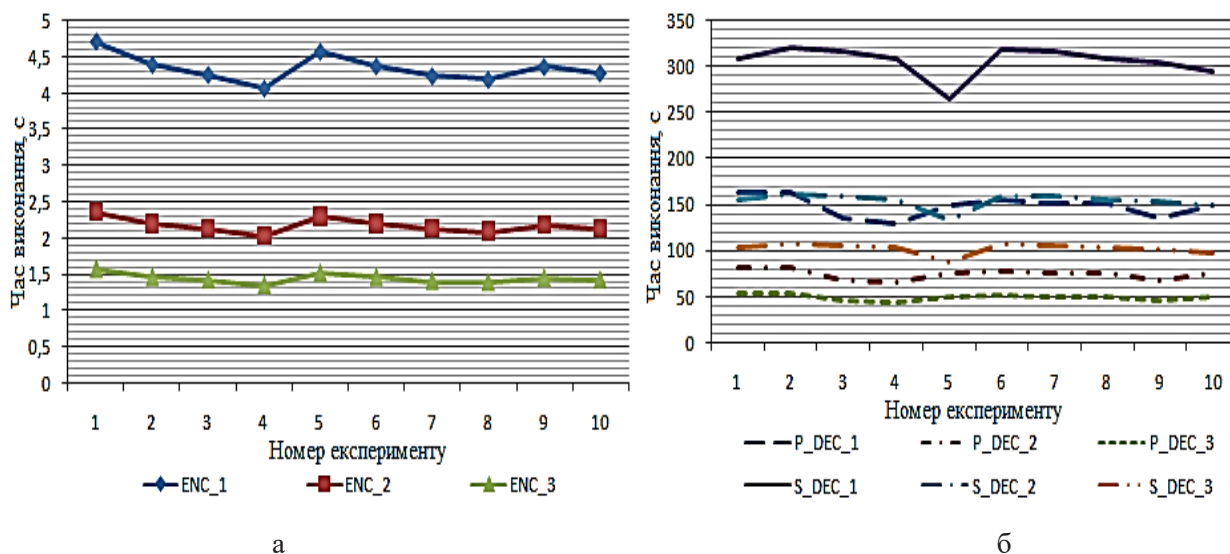 5
4,5
4
3,5
3
2,5
2
1,5
1
0,5
0
Час виконання, с
1 2 3 4 5 6 7 8 9 10
Номер експерименту
ENC_1 ENC_2 ENC_3
а
350
300
250
200
150
100
50
0
Час виконання, с
1 2 3 4 5 6 7 8 9 10
Номер експерименту
P_DEC_1 P_DEC_2 P_DEC_3
S_DEC_1 S_DEC_2 S_DEC_3
б